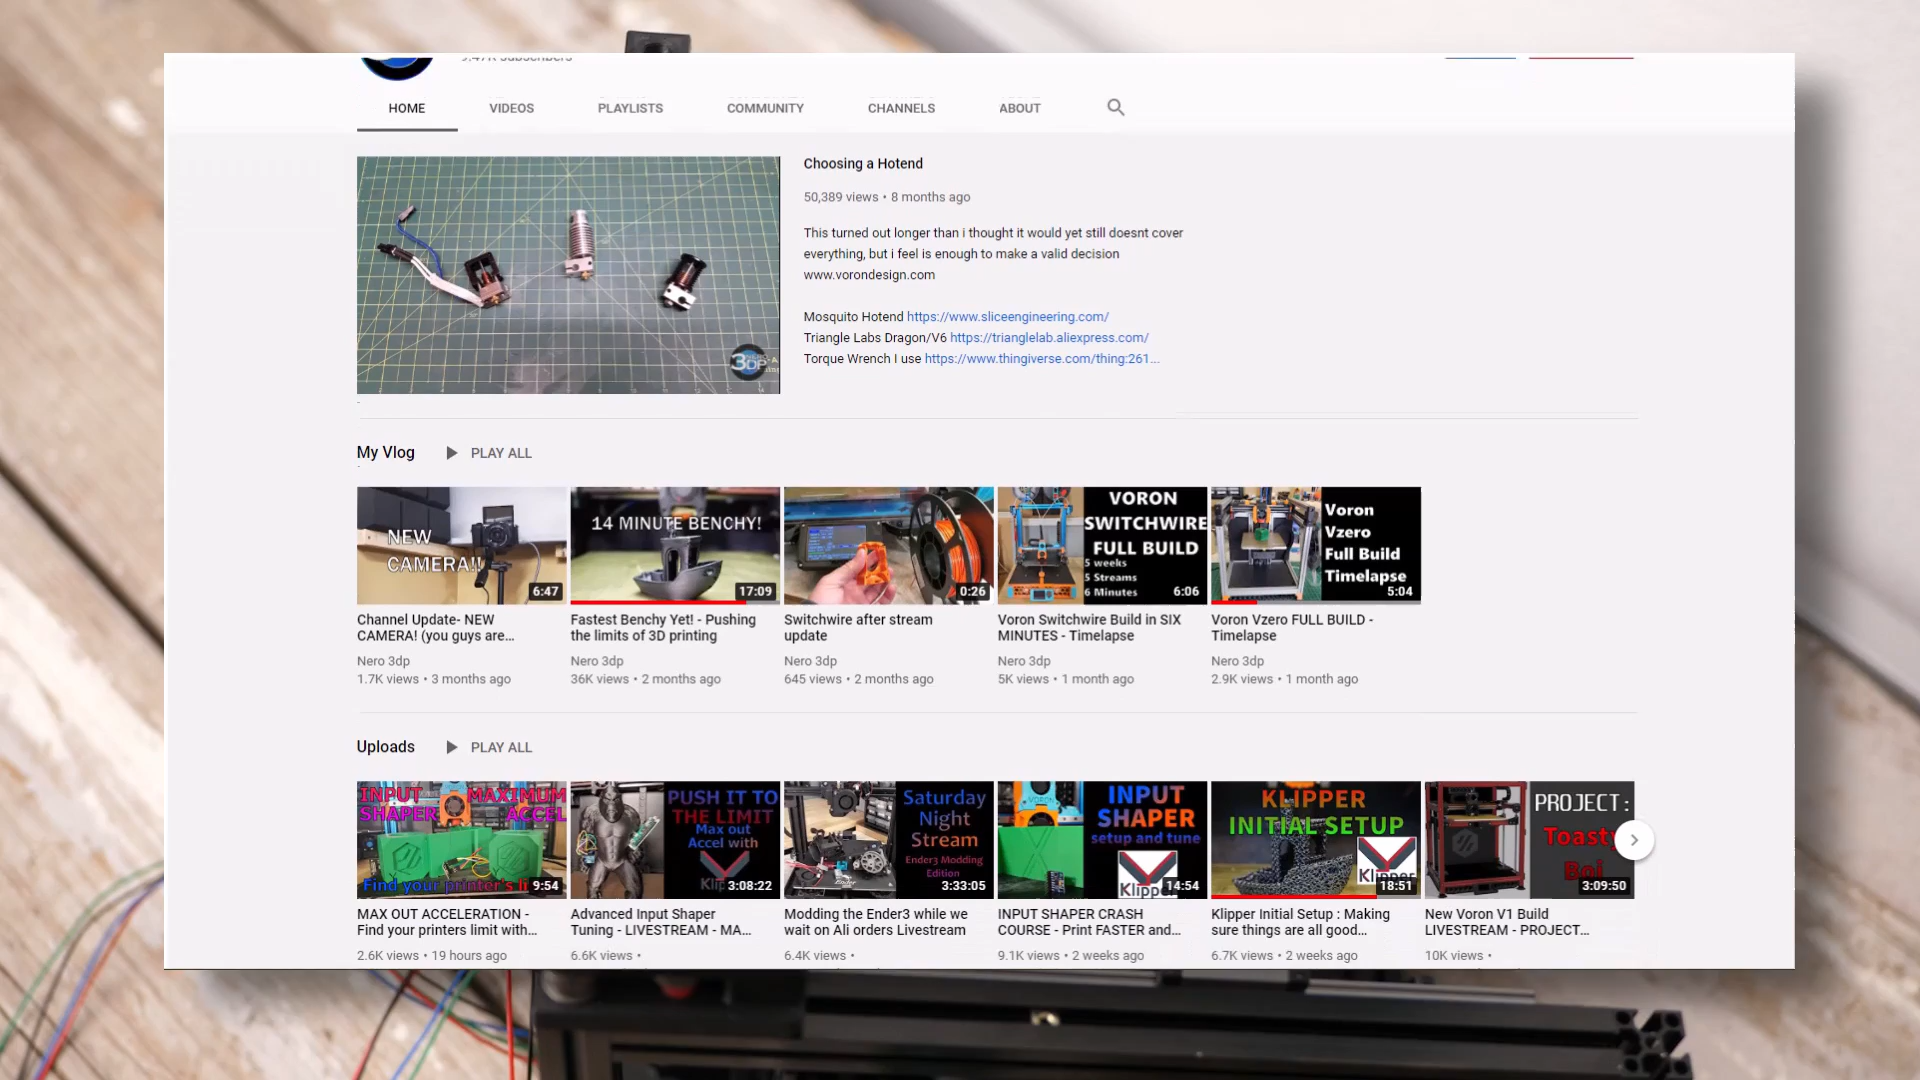 9.47K subscribers
HOME VIDEOS PLAYLISTS COMMUNITY CHANNELS ABOUT
Choosing a Hotend
50,389 views • 8 months ago
This turned out longer than i thought it would yet still doesnt cover
everything, but i feel is enough to make a valid decision
www.vorondesign.com
Mosquito Hotend https://www.sliceengineering.com/
Triangle Labs Dragon/V6 https://trianglelab.aliexpress.com/
Torque Wrench I use https://www.thingiverse.com/thing:261...
3DP
My Vlog PLAY ALL
NEW
CAMERA!!
6:47
14 MINUTE BENCHY!
17:09
0:26
VORON
SWITCHWIRE
FULL BUILD
5 weeks
5 Streams
6 Minutes
6:06
Voron
Vzero
Full Build
Timelapse
5:04
Channel Update- NEW
CAMERA! (you guys are...
Nero 3dp
1.7K views • 3 months ago
Fastest Benchy Yet! - Pushing
the limits of 3D printing
Nero 3dp
36K views • 2 months ago
Switchwire after stream
update
Nero 3dp
645 views • 2 months ago
Voron Switchwire Build in SIX
MINUTES - Timelapse
Nero 3dp
5K views • 1 month ago
Voron Vzero FULL BUILD -
Timelapse
Nero 3dp
2.9K views • 1 month ago
Uploads PLAY ALL
INPUT MAXIMUM
SHAPER ACCEL
Find your printer's li
9:54
PUSH IT TO
THE LIMIT
Max out
Accel with
Klip
3:08:22
Saturday
Night
Stream
Ender3 Modding
Edition
3:33:05
INPUT
SHAPER
setup and tune
Klipper
14:54
KLIPPER
INITIAL SETUP
Klipper
18:51
PROJECT:
Toasty
Boi
3:09:50
MAX OUT ACCELERATION -
Find your printers limit with...
2.6K views • 19 hours ago
Advanced Input Shaper
Tuning - LIVESTREAM - MA...
6.6K views •
Modding the Ender3 while we
wait on Ali orders Livestream
6.4K views •
INPUT SHAPER CRASH
COURSE - Print FASTER and...
9.1K views • 2 weeks ago
Klipper Initial Setup : Making
sure things are all good...
6.7K views • 2 weeks ago
New Voron V1 Build
LIVESTREAM - PROJECT...
10K views •